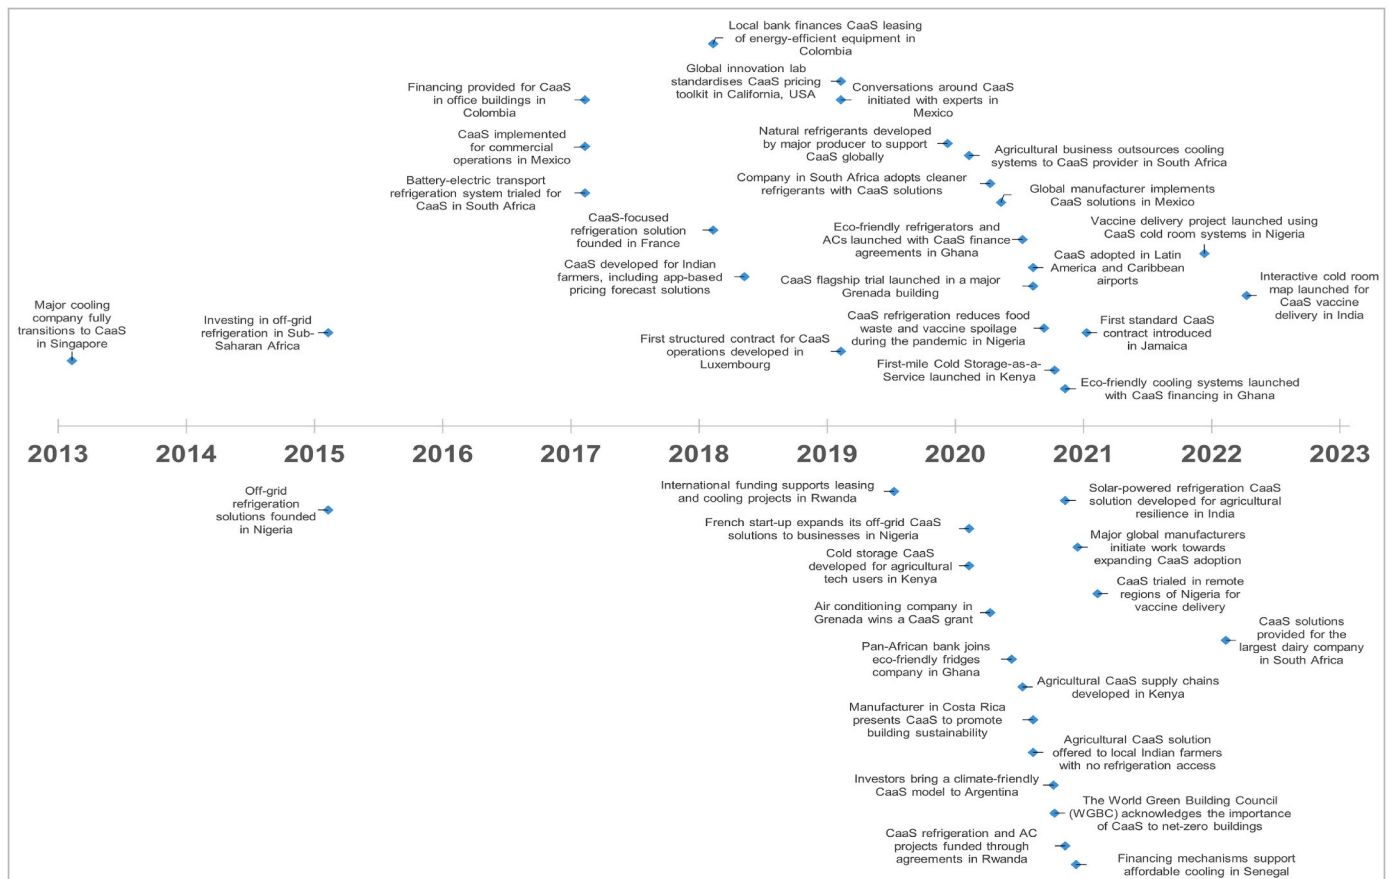 Local bank finances CaaS leasing
of energy-efficient equipment in
Colombia
Global innovation lab
standardises CaaS pricing
toolkit in California, USA
Financing provided for CaaS
in office buildings in
Colombia
Conversations around CaaS
initiated with experts in
Mexico
CaaS implemented
for commercial
operations in Mexico
Natural refrigerants developed
by major producer to support
CaaS globally
Agricultural business outsources cooling
systems to CaaS provider in South Africa
Battery-electric transport
refrigeration system trialed for
CaaS in South Africa
Company in South Africa adopts cleaner
refrigerants with CaaS solutions
Global manufacturer implements
CaaS solutions in Mexico
CaaS-focused
refrigeration solution
founded in France
Eco-friendly refrigerators and
ACs launched with CaaS finance
agreements in Ghana
Vaccine delivery project launched using
CaaS cold room systems in Nigeria
CaaS adopted in Latin
America and Caribbean
airports
CaaS developed for Indian
farmers, including app-based
pricing forecast solutions
CaaS flagship trial launched in a major
Grenada building
Interactive cold room
map launched for
CaaS vaccine
delivery in India
Major cooling
company fully
transitions to CaaS
in Singapore
Investing in off-grid
refrigeration in Sub-
Saharan Africa
First structured contract for CaaS
operations developed in
Luxembourg
CaaS refrigeration reduces food
waste and vaccine spoilage
during the pandemic in Nigeria
First standard CaaS
contract introduced
in Jamaica
First-mile Cold Storage-as-a-
Service launched in Kenya
Eco-friendly cooling systems launched
with CaaS financing in Ghana
2013
2014
2015
2016
2017
2018
2019
2020
2021
2022
2023
Off-grid
refrigeration
solutions founded
in Nigeria
International funding supports leasing
and cooling projects in Rwanda
Solar-powered refrigeration CaaS
solution developed for agricultural
resilience in India
French start-up expands its off-grid CaaS
solutions to businesses in Nigeria
Major global manufacturers
initiate work towards
expanding CaaS adoption
Cold storage CaaS
developed for agricultural
tech users in Kenya
CaaS trialed in remote
regions of Nigeria for
vaccine delivery
Air conditioning company in
Grenada wins a CaaS grant
CaaS solutions
provided for the
largest dairy company
in South Africa
Pan-African bank joins
eco-friendly fridges
company in Ghana
Agricultural CaaS supply chains
developed in Kenya
Manufacturer in Costa Rica
presents CaaS to promote
building sustainability
Agricultural CaaS solution
offered to local Indian farmers
with no refrigeration access
Investors bring a climate-friendly
CaaS model to Argentina
The World Green Building Council
(WGBC) acknowledges the importance
of CaaS to net-zero buildings
CaaS refrigeration and AC
projects funded through
agreements in Rwanda
Financing mechanisms support
affordable cooling in Senegal